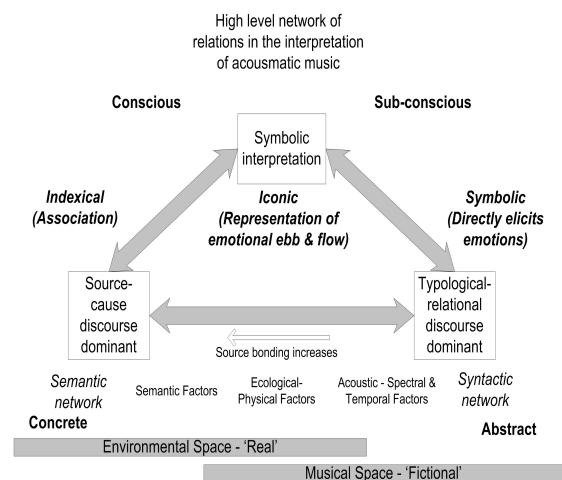 High level network of
relations in the interpretation
of acousmatic music
Conscious
Sub-conscious
Symbolic
interpretation
Indexical
(Association)
Iconic
(Representation of
emotional ebb & flow)
Symbolic
(Directly elicits
emotions)
Source-
cause
discourse
dominant
Typological-
relational
discourse
dominant
Source bonding increases
Semantic
network
Semantic Factors
Ecological-
Physical Factors
Acoustic - Spectral &
Temporal Factors
Syntactic
network
Concrete
Abstract
Environmental Space - 'Real'
Musical Space - 'Fictional'